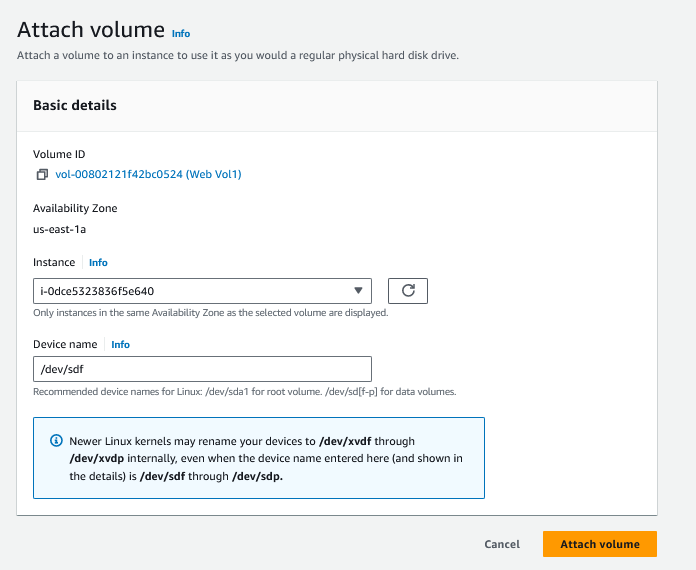 Attach volume Info
Attach a volume to an instance to use it as you would a regular physical hard disk drive.
Basic details
Volume ID
vol-00802121f42bc0524 (Web Vol1)
Availability Zone
us-east-1a
Instance Info
i-0dce5323836f5e640
Only instances in the same Availability Zone as the selected volume are displayed.
Device name Info
/dev/sdf
Recommended device names for Linux: /dev/sda1 for root volume. /dev/sd[f-p] for data volumes.
Newer Linux kernels may rename your devices to /dev/xvdf through
/dev/xvdp internally, even when the device name entered here (and shown in
the details) is /dev/sdf through /dev/sdp.
Cancel Attach volume